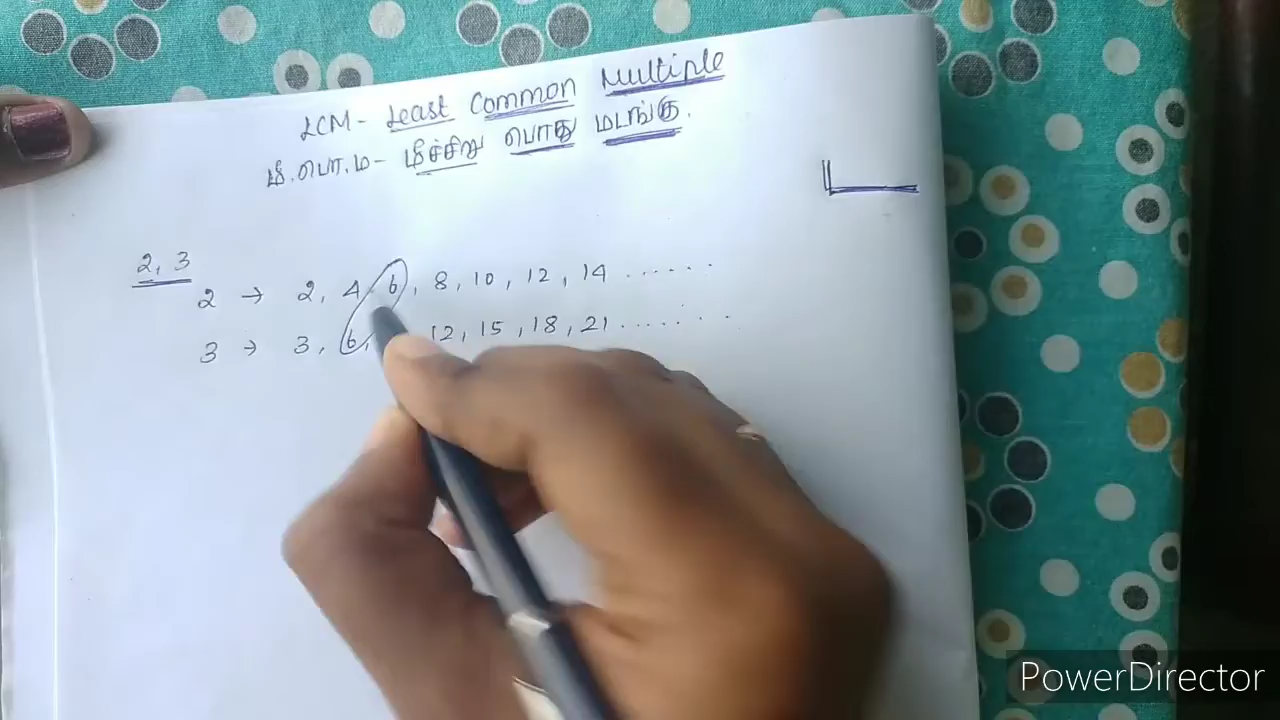 LCM - Least Common Multiple
மீ.பொ.ம - மீச்சிறு பொது மடங்கு.
2, 3
2 → 2, 4, 6, 8, 10, 12, 14 ......
3 → 3, 6, 12, 15, 18, 21 .......
PowerDirector